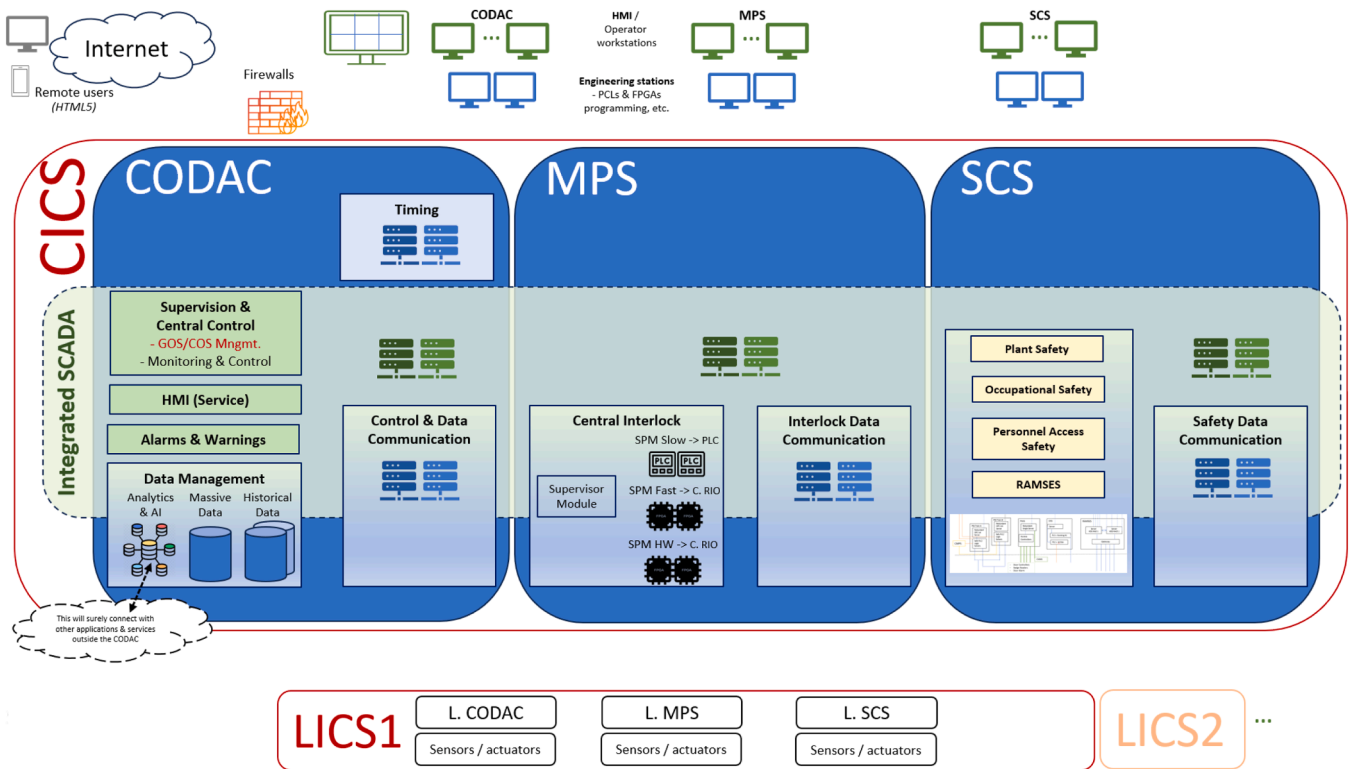 Internet
Remote users
(HTML5)
Firewalls
CODAC
HMI /
Operator
workstations
MPS
SCS
Engineering stations
- PCLs & FPGAs
programming, etc.
CICS
CODAC
MPS
SCS
Timing
Integrated SCADA
Supervision &
Central Control
- GOS/COS Mngmt.
- Monitoring & Control
HMI (Service)
Alarms & Warnings
Data Management
Analytics
& AI
Massive
Data
Historical
Data
Control & Data
Communication
Central Interlock
SPM Slow -> PLC
PLC PLC
Supervisor
Module
SPM Fast -> C. RIO
SPM HW -> C. RIO
Interlock Data
Communication
Plant Safety
Occupational Safety
Personnel Access
Safety
RAMSES
Safety Data
Communication
This will surely connect with
other applications & services
outside the CODAC
LICS1
L. CODAC
L. MPS
L. SCS
Sensors / actuators
Sensors / actuators
Sensors / actuators
LICS2
...